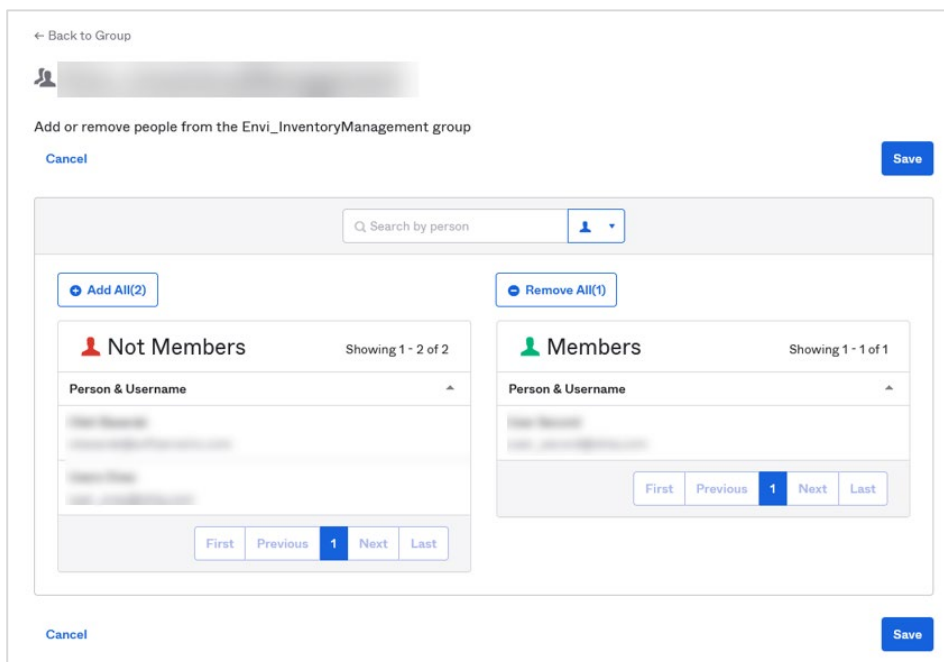 ← Back to Group
Add or remove people from the Envi_InventoryManagement group
Cancel
Save
Search by person
Add All(2)
Remove All(1)
Not Members
Showing 1 - 2 of 2
Members
Showing 1 - 1 of 1
Person & Username
Person & Username
First Previous 1 Next Last
First Previous 1 Next Last
Cancel
Save